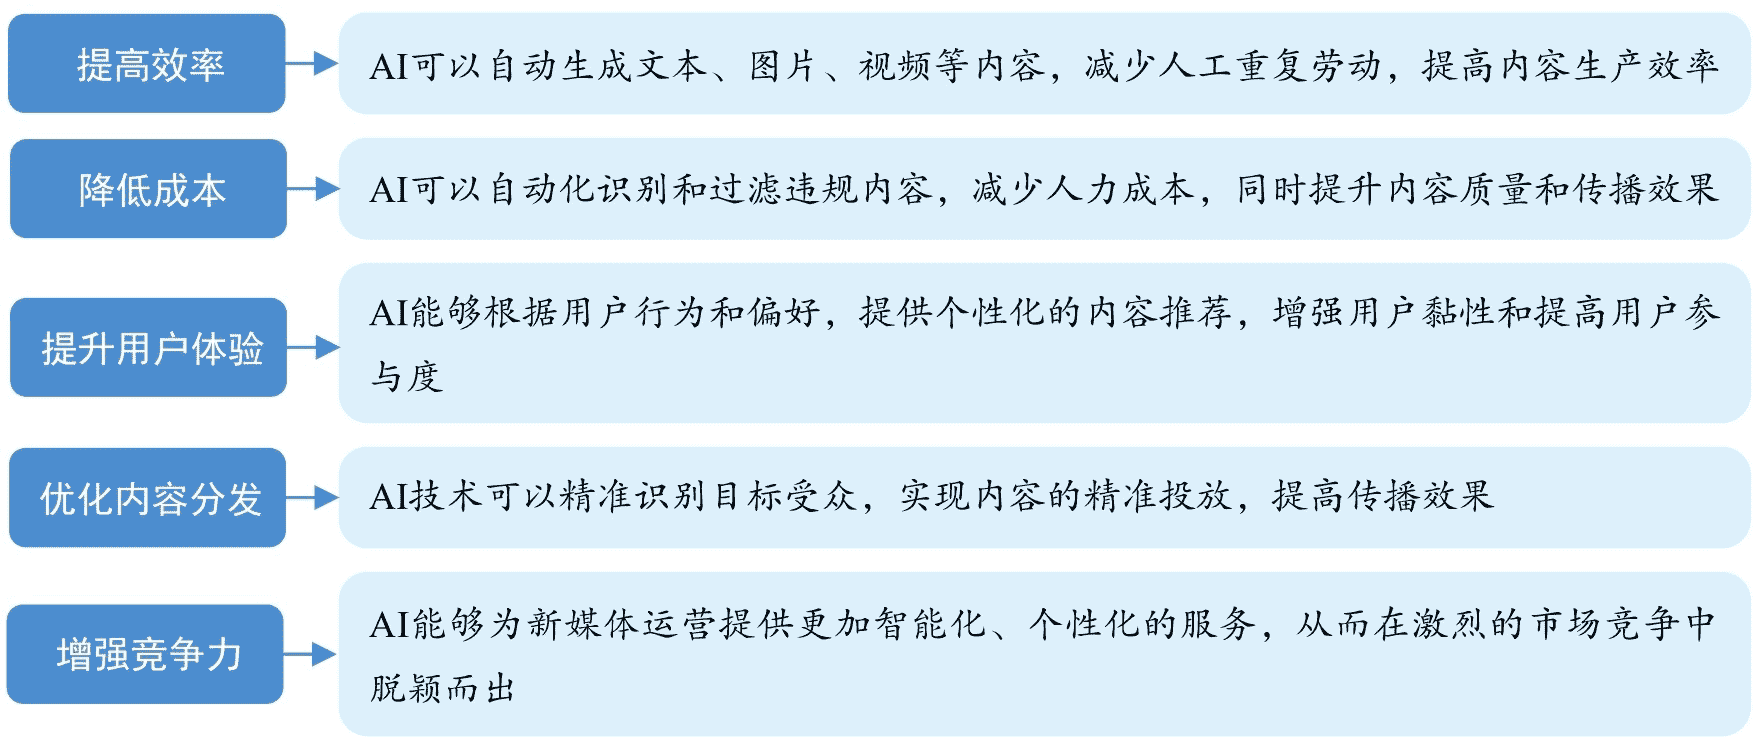 提高效率
AI可以自动生成文本、图片、视频等内容，减少人工重复劳动，提高内容生产效率
降低成本
AI可以自动化识别和过滤违规内容，减少人力成本，同时提升内容质量和传播效果
提升用户体验
AI能够根据用户行为和偏好，提供个性化的内容推荐，增强用户黏性和提高用户参
与度
优化内容分发
AI技术可以精准识别目标受众，实现内容的精准投放，提高传播效果
增强竞争力
AI能够为新媒体运营提供更加智能化、个性化的服务，从而在激烈的市场竞争中
脱颖而出